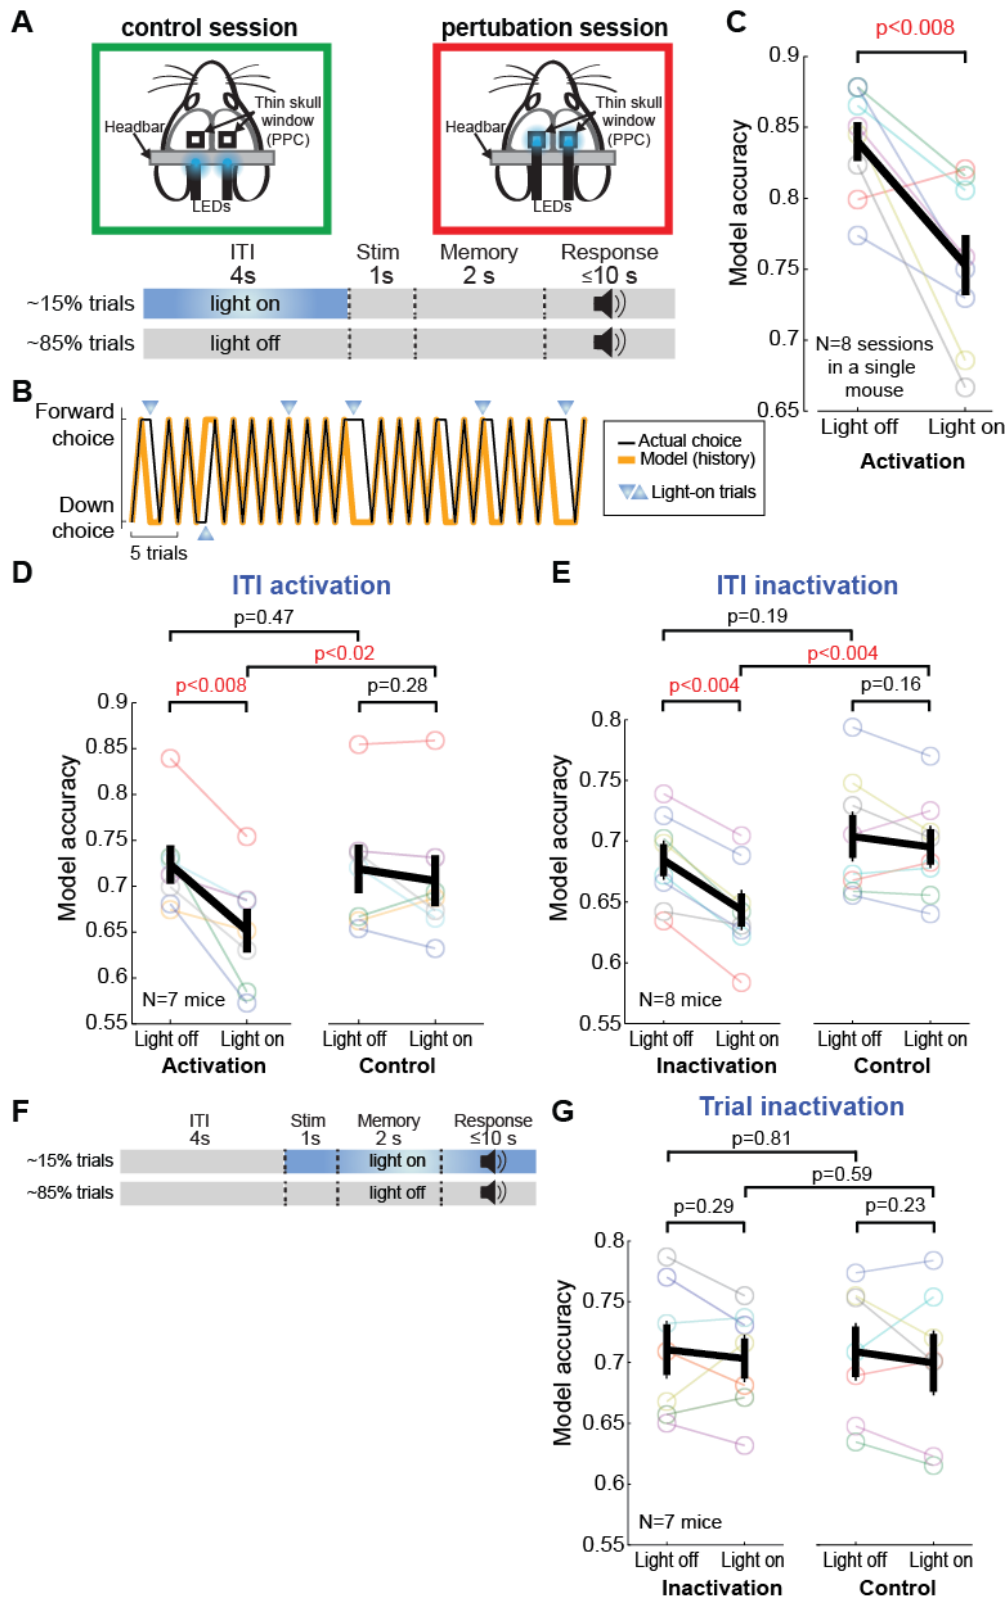 A
control session
pertubation session
Headbar
Thin skull
window
(PPC)
LEDs
Headbar
Thin skull
window
(PPC)
LEDs
ITI
4s
Stim
1s
Memory
2 s
Response
≤10 s
~15% trials
light on
~85% trials
light off
B
Forward
choice
Down
choice
5 trials
Actual choice
Model (history)
Light-on trials
C
p<0.008
0.9
0.85
0.8
0.75
0.7
0.65
Model accuracy
N=8 sessions
in a single
mouse
Light off
Light on
Activation
D
ITI activation
p=0.47
p<0.02
p<0.008
p=0.28
0.9
0.85
0.8
0.75
0.7
0.65
0.6
0.55
Model accuracy
N=7 mice
Light off
Light on
Light off
Light on
Activation
Control
E
ITI inactivation
p=0.19
p<0.004
p<0.004
p=0.16
0.8
0.75
0.7
0.65
0.6
0.55
Model accuracy
N=8 mice
Light off
Light on
Light off
Light on
Inactivation
Control
F
ITI
4s
Stim
1s
Memory
2 s
Response
≤10 s
~15% trials
light on
~85% trials
light off
G
Trial inactivation
p=0.81
p=0.59
p=0.29
p=0.23
0.8
0.75
0.7
0.65
0.6
0.55
Model accuracy
N=7 mice
Light off
Light on
Light off
Light on
Inactivation
Control